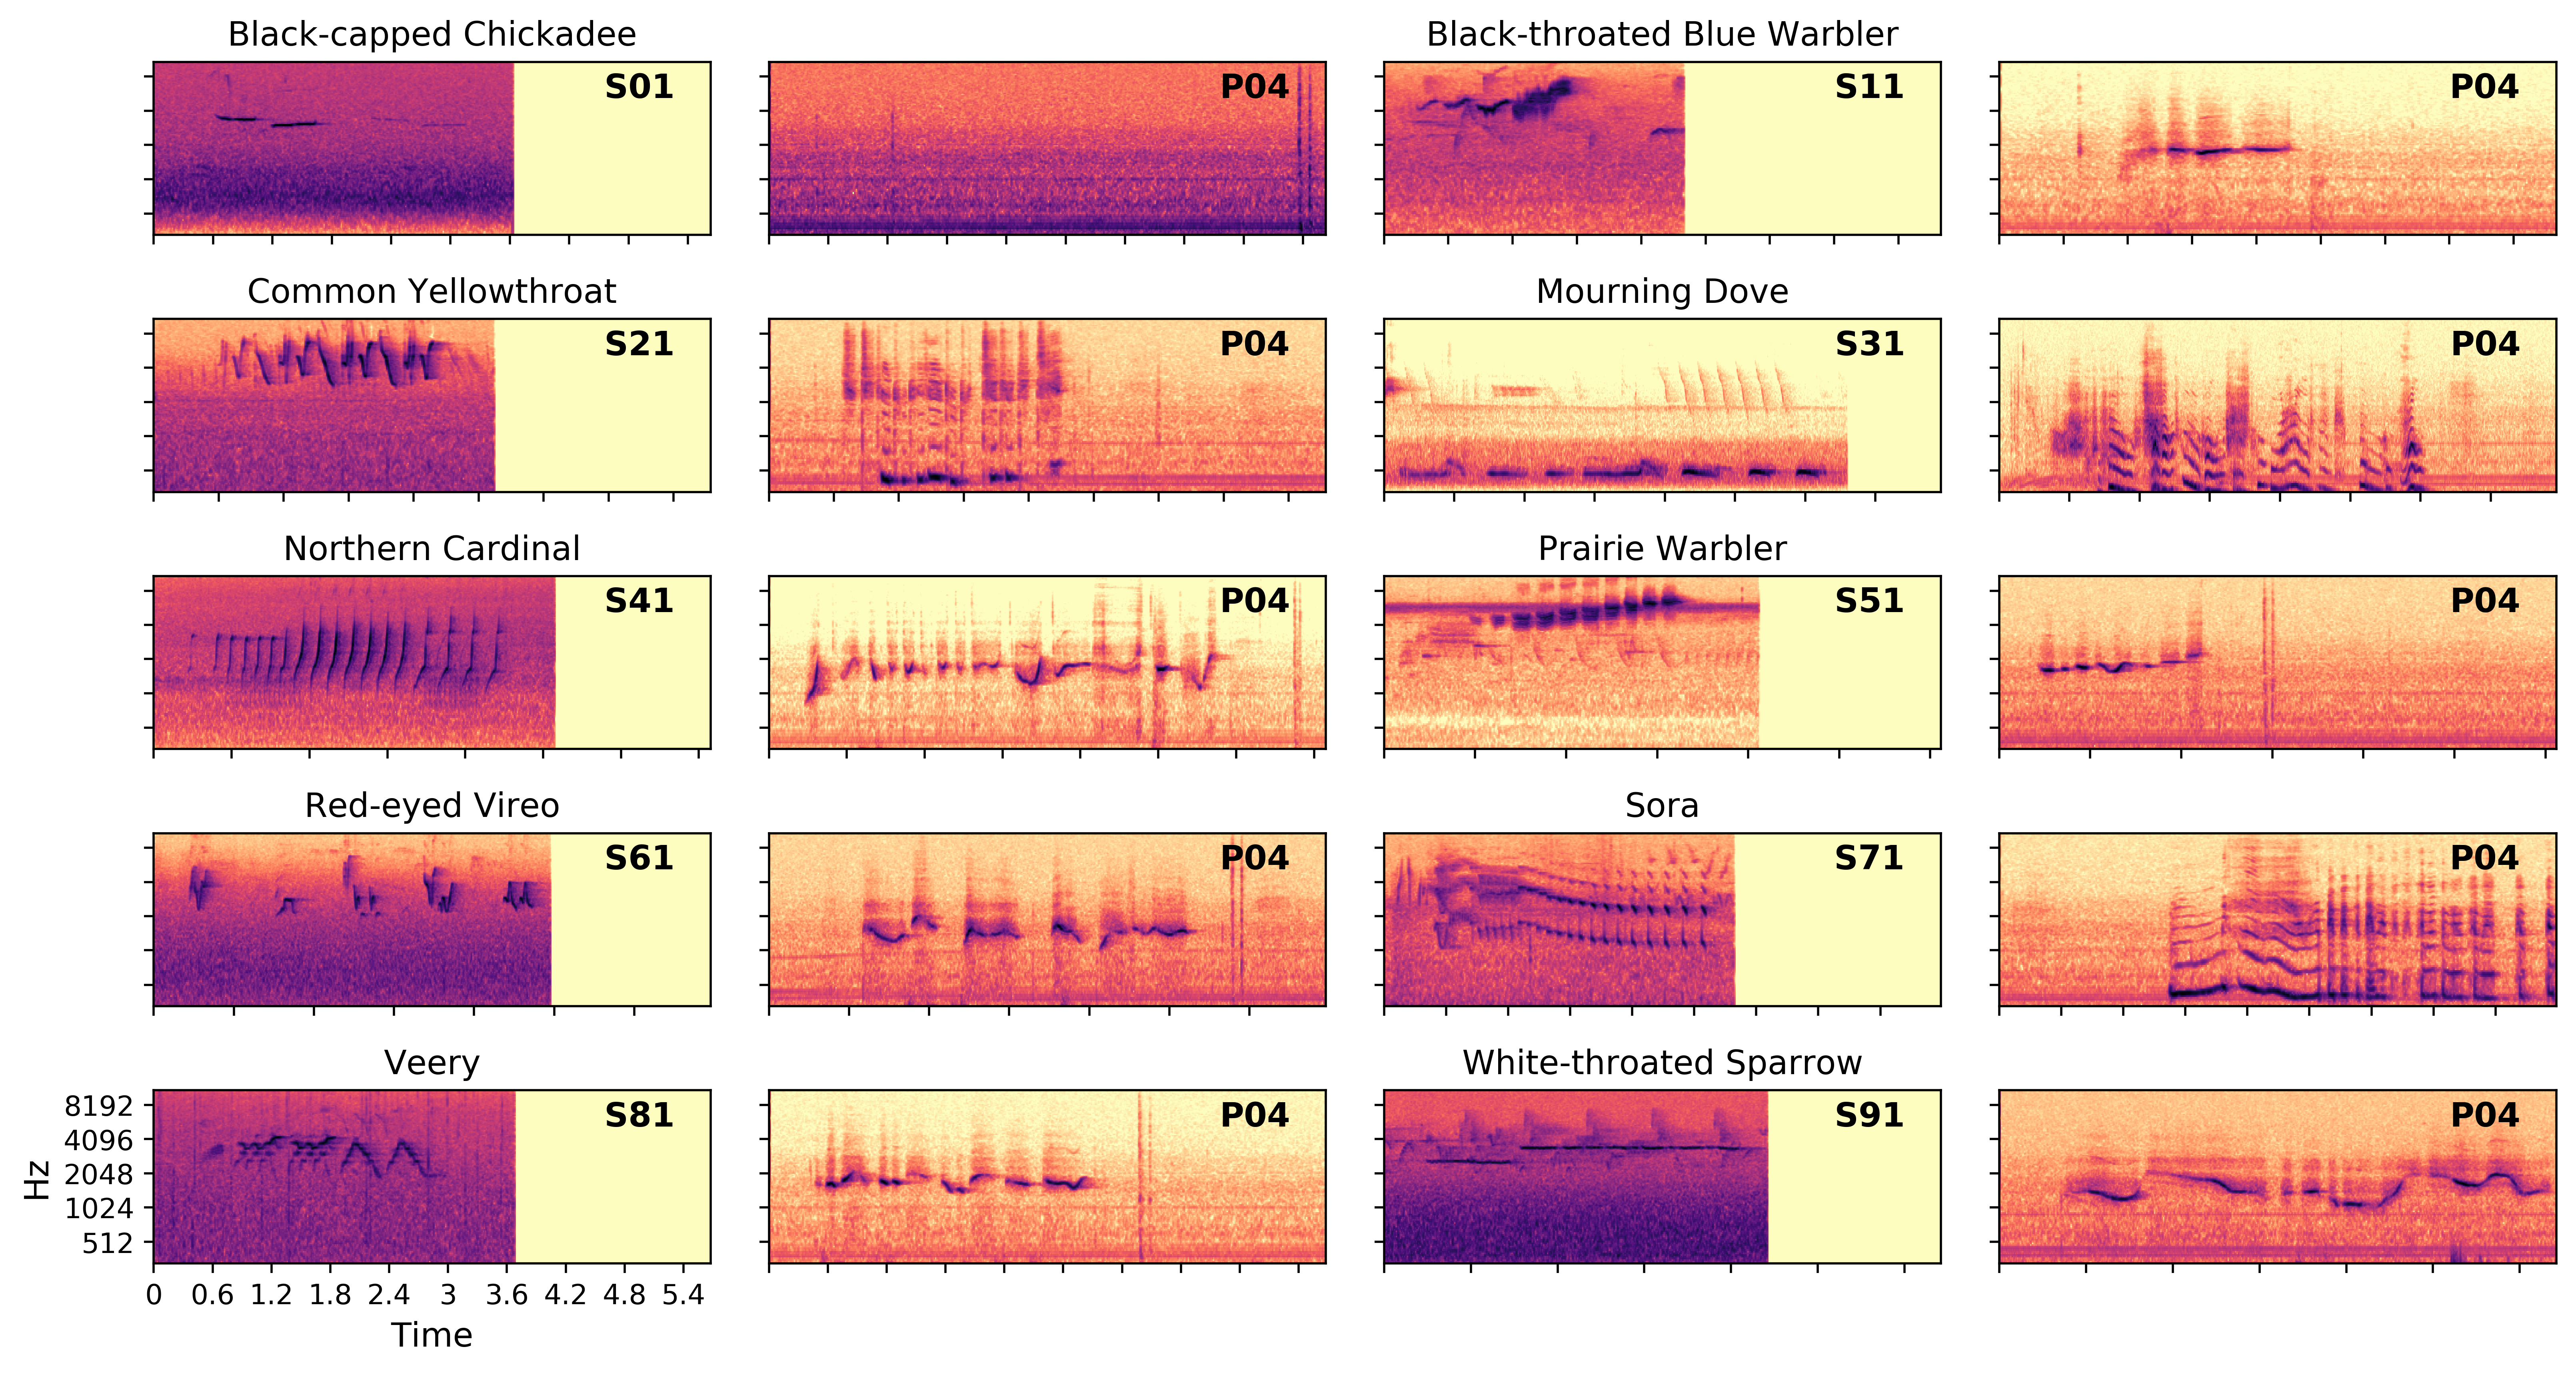 Black-capped Chickadee
Black-throated Blue Warbler
S01
P04
S11
P04
Common Yellowthroat
Mourning Dove
S21
P04
S31
P04
Northern Cardinal
Prairie Warbler
S41
P04
S51
P04
Red-eyed Vireo
Sora
S61
P04
S71
P04
Veery
White-throated Sparrow
S81
P04
S91
P04
8192
4096
2048
1024
512
Hz
0 0.6 1.2 1.8 2.4 3 3.6 4.2 4.8 5.4
Time